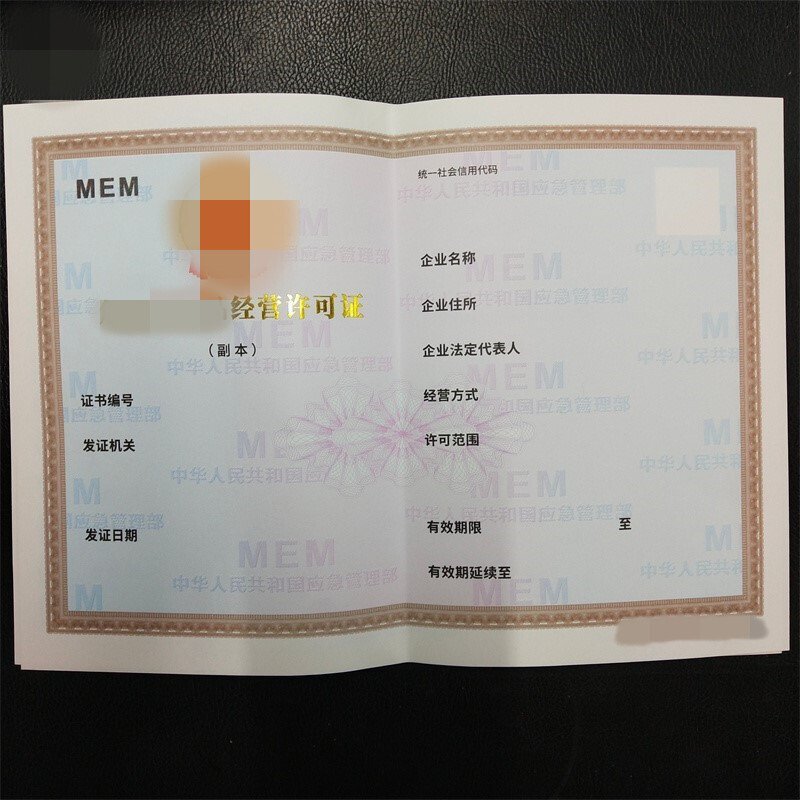 MEM
经营许可证
（副本）
证书编号
发证机关
发证日期
统一社会信用代码
企业名称
企业住所
企业法定代表人
经营方式
许可范围
有效期限 至
有效期延续至
MEM
中华人民共和国应急管理部